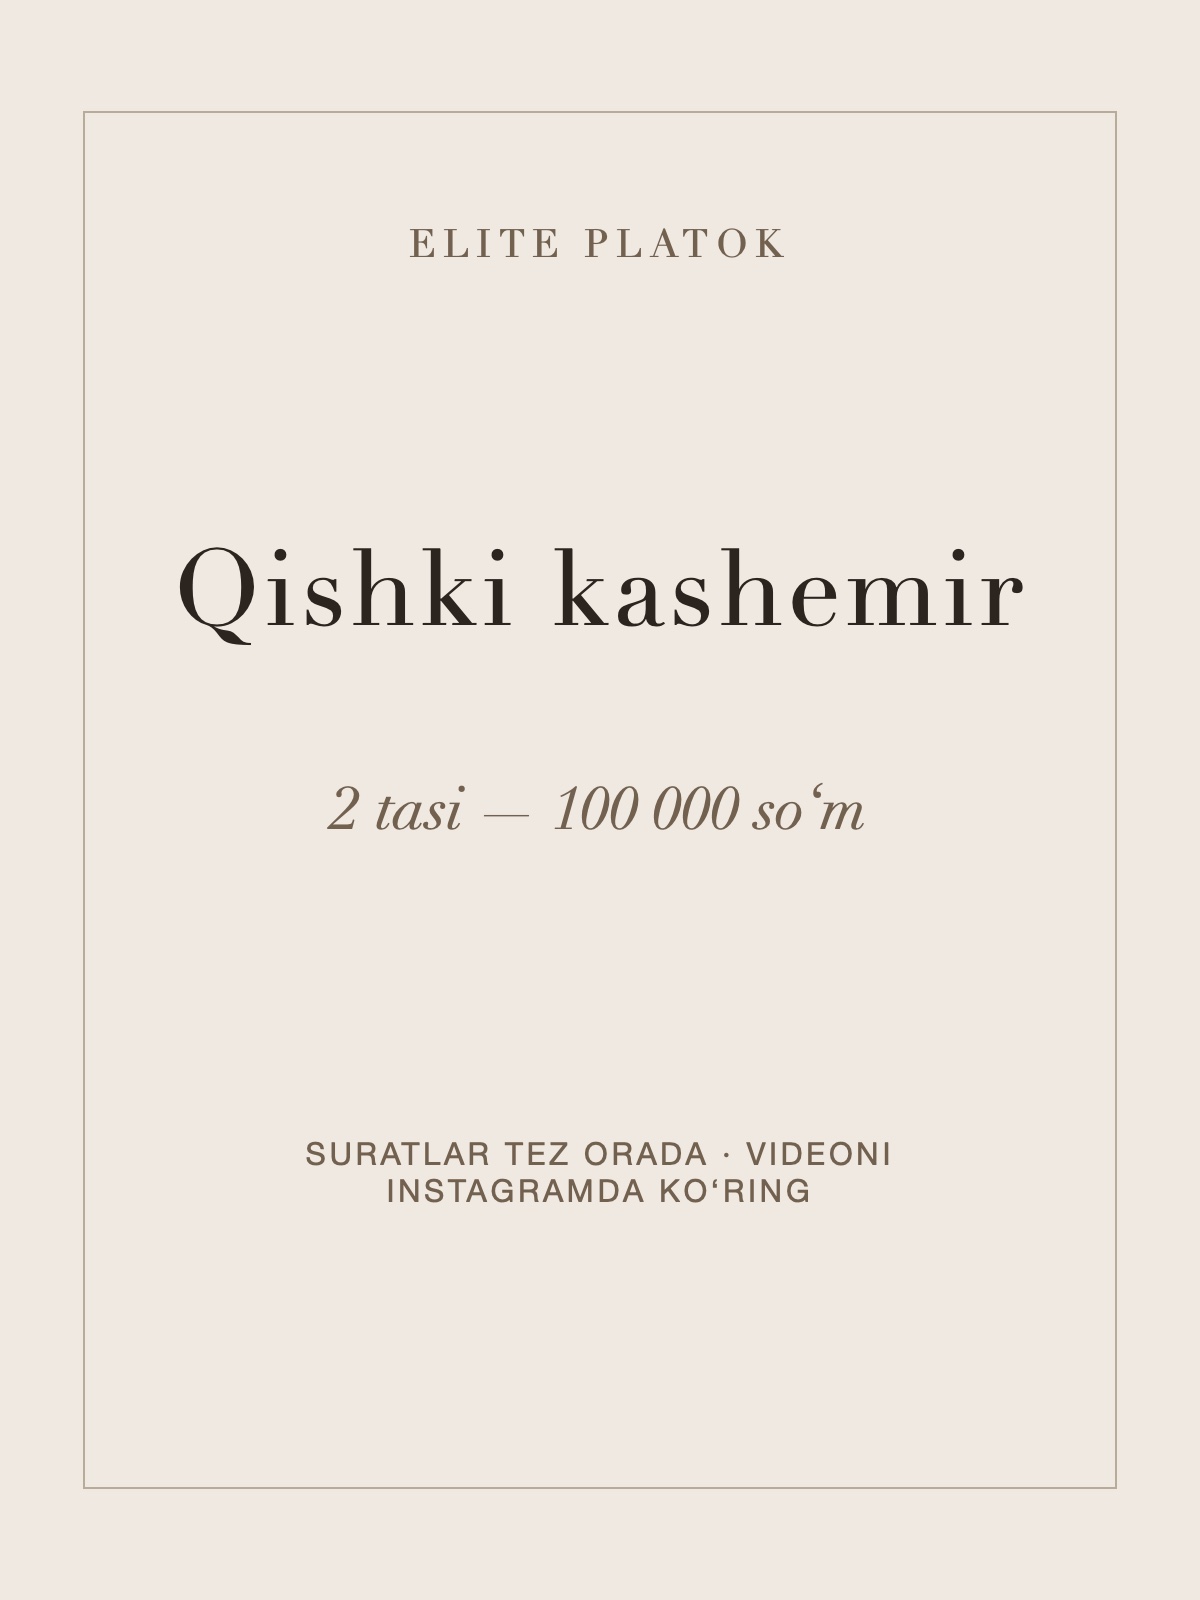 ELITE PLATOK
Qishki kashemir
2 tasi — 100 000 so‘m
SURATLAR TEZ ORADA · VIDEONI
INSTAGRAMDA KO‘RING